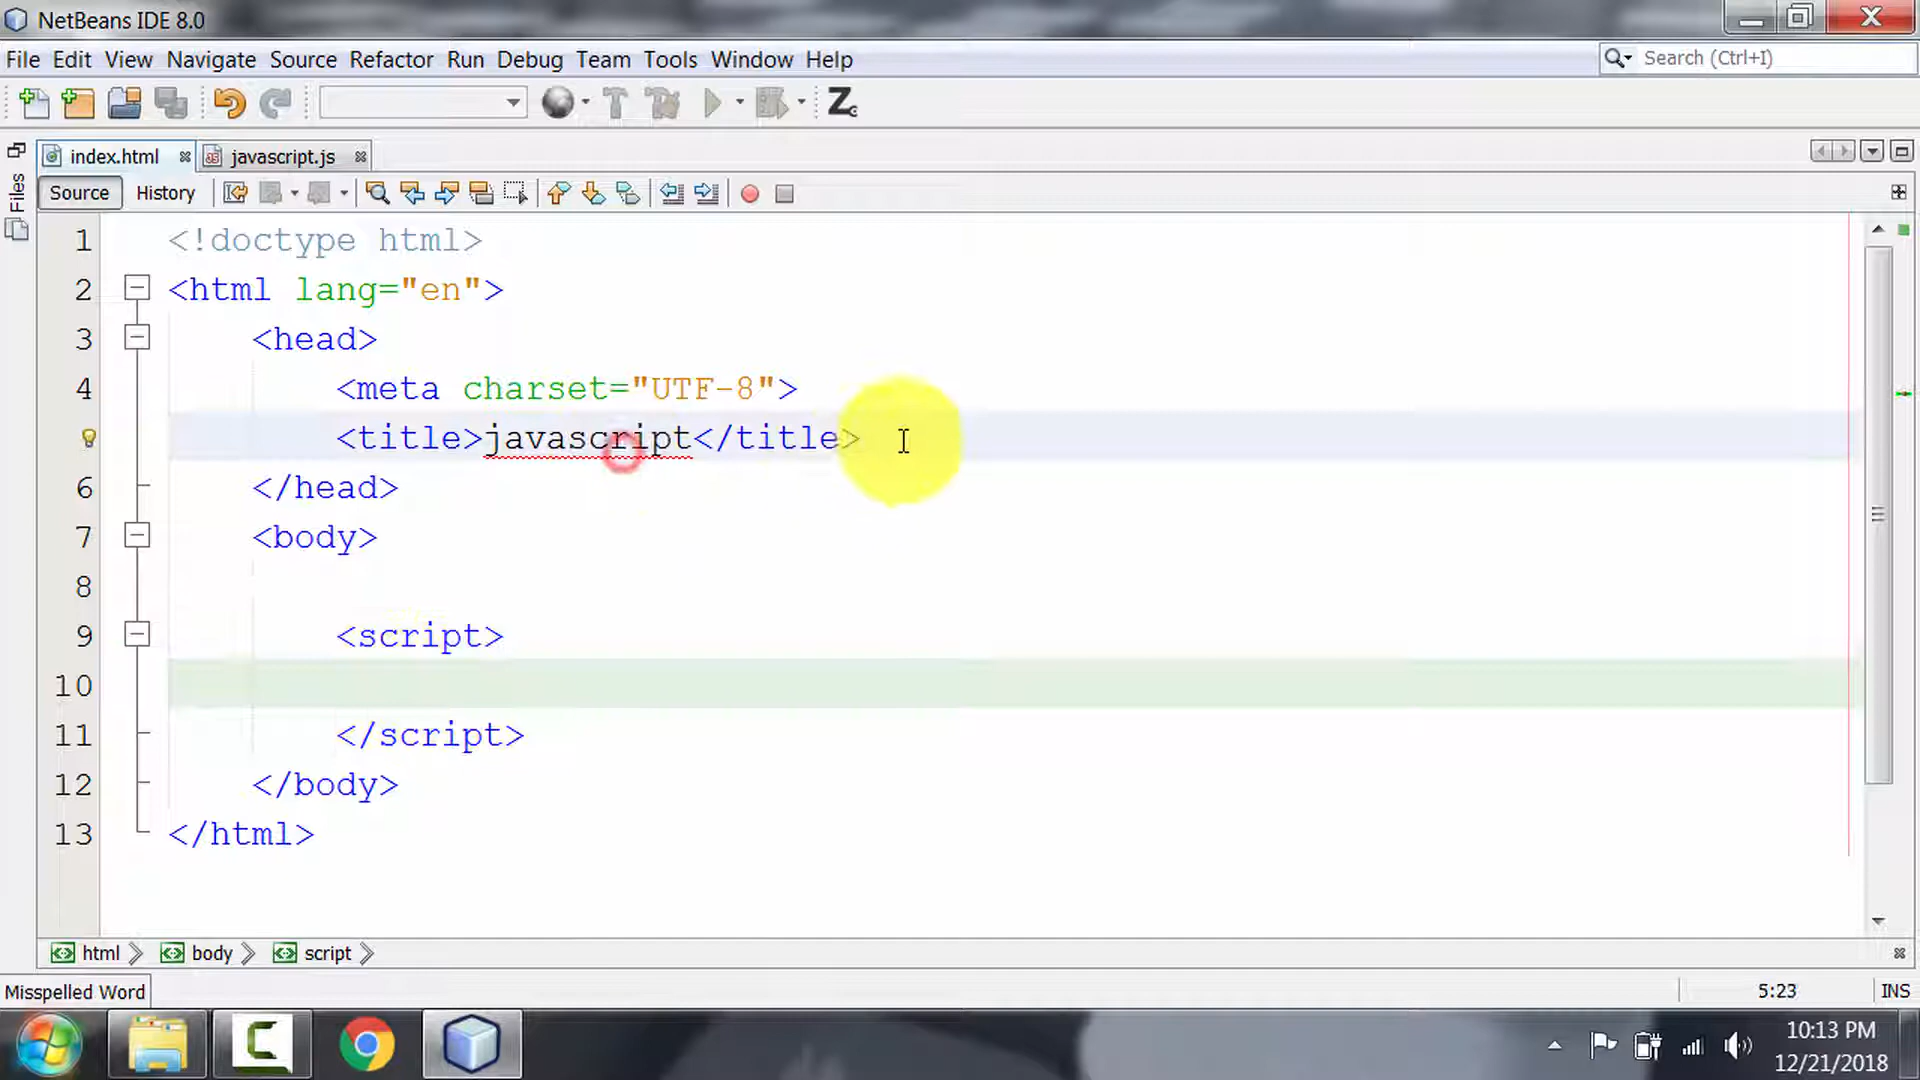 NetBeans IDE 8.0
File Edit View Navigate Source Refactor Run Debug Team Tools Window Help
Search (Ctrl+I)
index.html javascript.js
Files
Source History
1 <!doctype html>
2 <html lang="en">
3 <head>
4 <meta charset="UTF-8">
<title>javascript</title>
6 </head>
7 <body>
8
9 <script>
10
11 </script>
12 </body>
13 </html>
html body script
Misspelled Word 5:23 INS
10:13 PM
12/21/2018